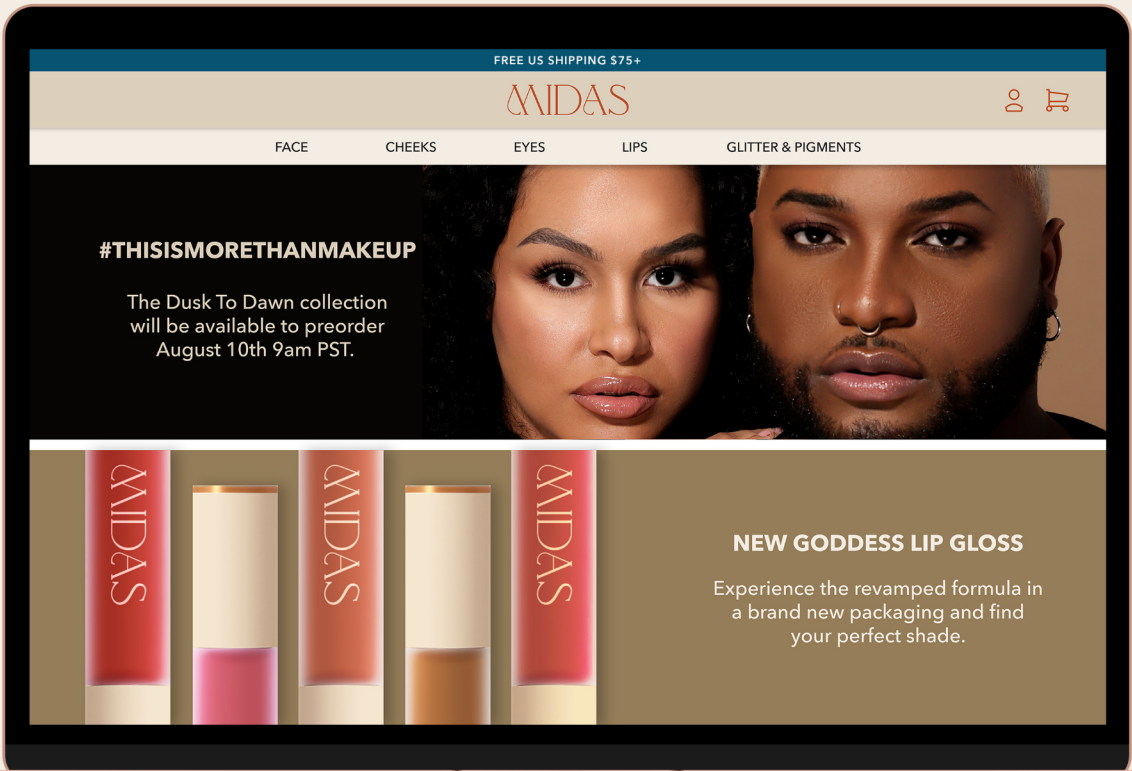 FREE US SHIPPING $75+
MIDAS
FACE CHEEKS EYES LIPS GLITTER & PIGMENTS
#THISISMORETHANMAKEUP
The Dusk To Dawn collection
will be available to preorder
August 10th 9am PST.
MIDAS
MIDAS
MIDAS
NEW GODDESS LIP GLOSS
Experience the revamped formula in
a brand new packaging and find
your perfect shade.